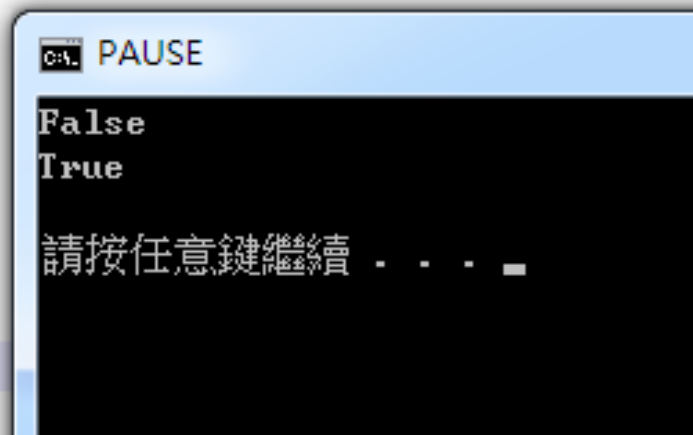 C:\.
PAUSE
False
True
請按任意鍵繼續 . . . _